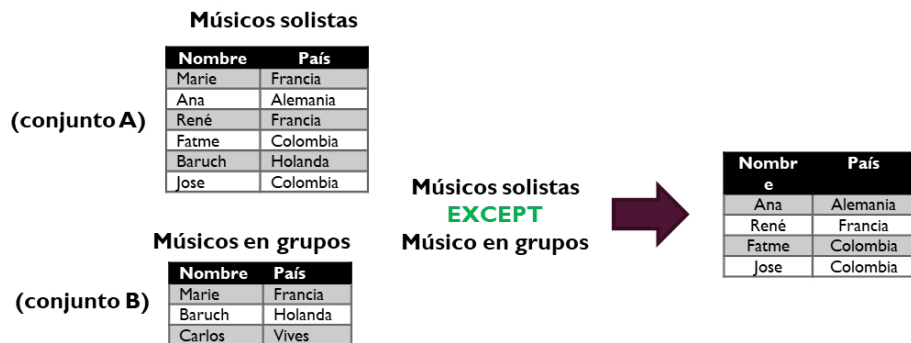 Músicos solistas
Nombre País
Marie Francia
Ana Alemania
René Francia
Fatme Colombia
Baruch Holanda
Jose Colombia
(conjunto A)
Músicos en grupos
Nombre País
Marie Francia
Baruch Holanda
Carlos Vives
(conjunto B)
Músicos solistas
EXCEPT
Músico en grupos
Nombr País
e
Ana Alemania
René Francia
Fatme Colombia
Jose Colombia